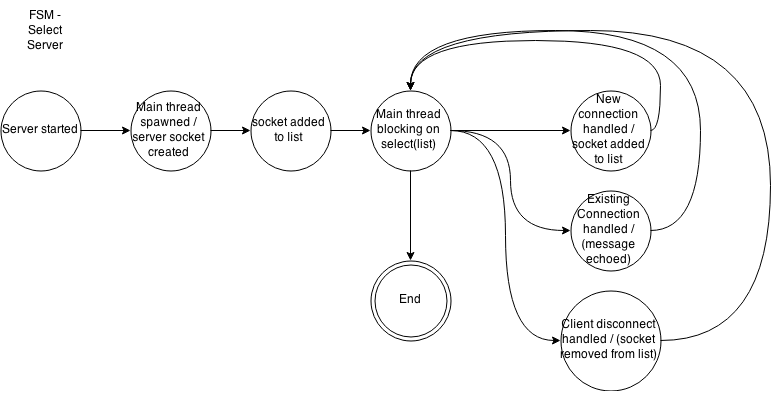 FSM -
Select
Server
Server started
Main thread
spawned /
server socket
created
socket added
to list
Main thread
blocking on
select(list)
New
connection
handled /
socket added
to list
Existing
Connection
handled /
(message
echoed)
End
Client disconnect
handled / (socket
removed from list)